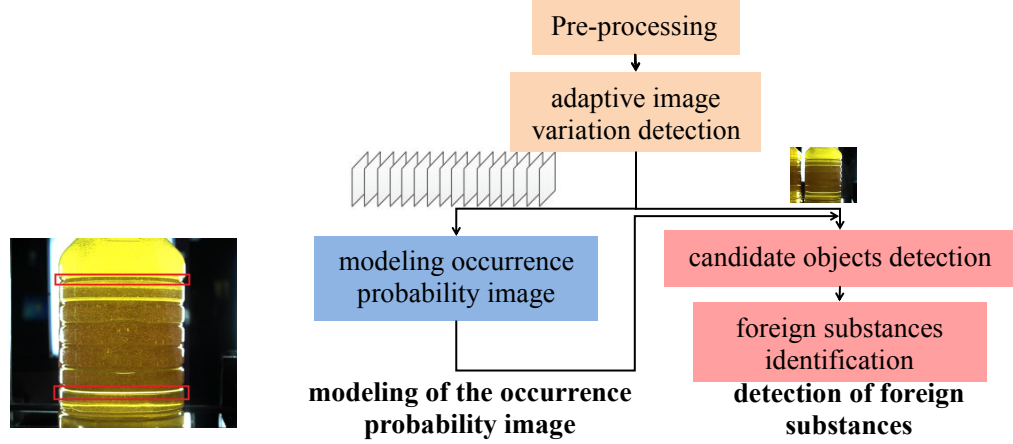 Pre-processing
adaptive image
variation detection
modeling occurrence
probability image
candidate objects detection
foreign substances
identification
modeling of the occurrence
probability image
detection of foreign
substances